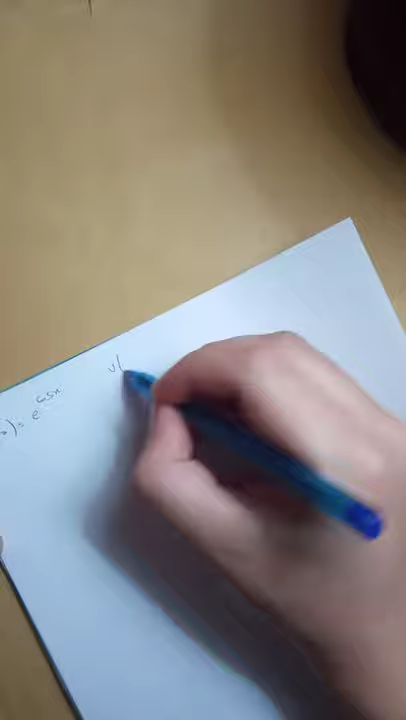 )= e^cosx v(